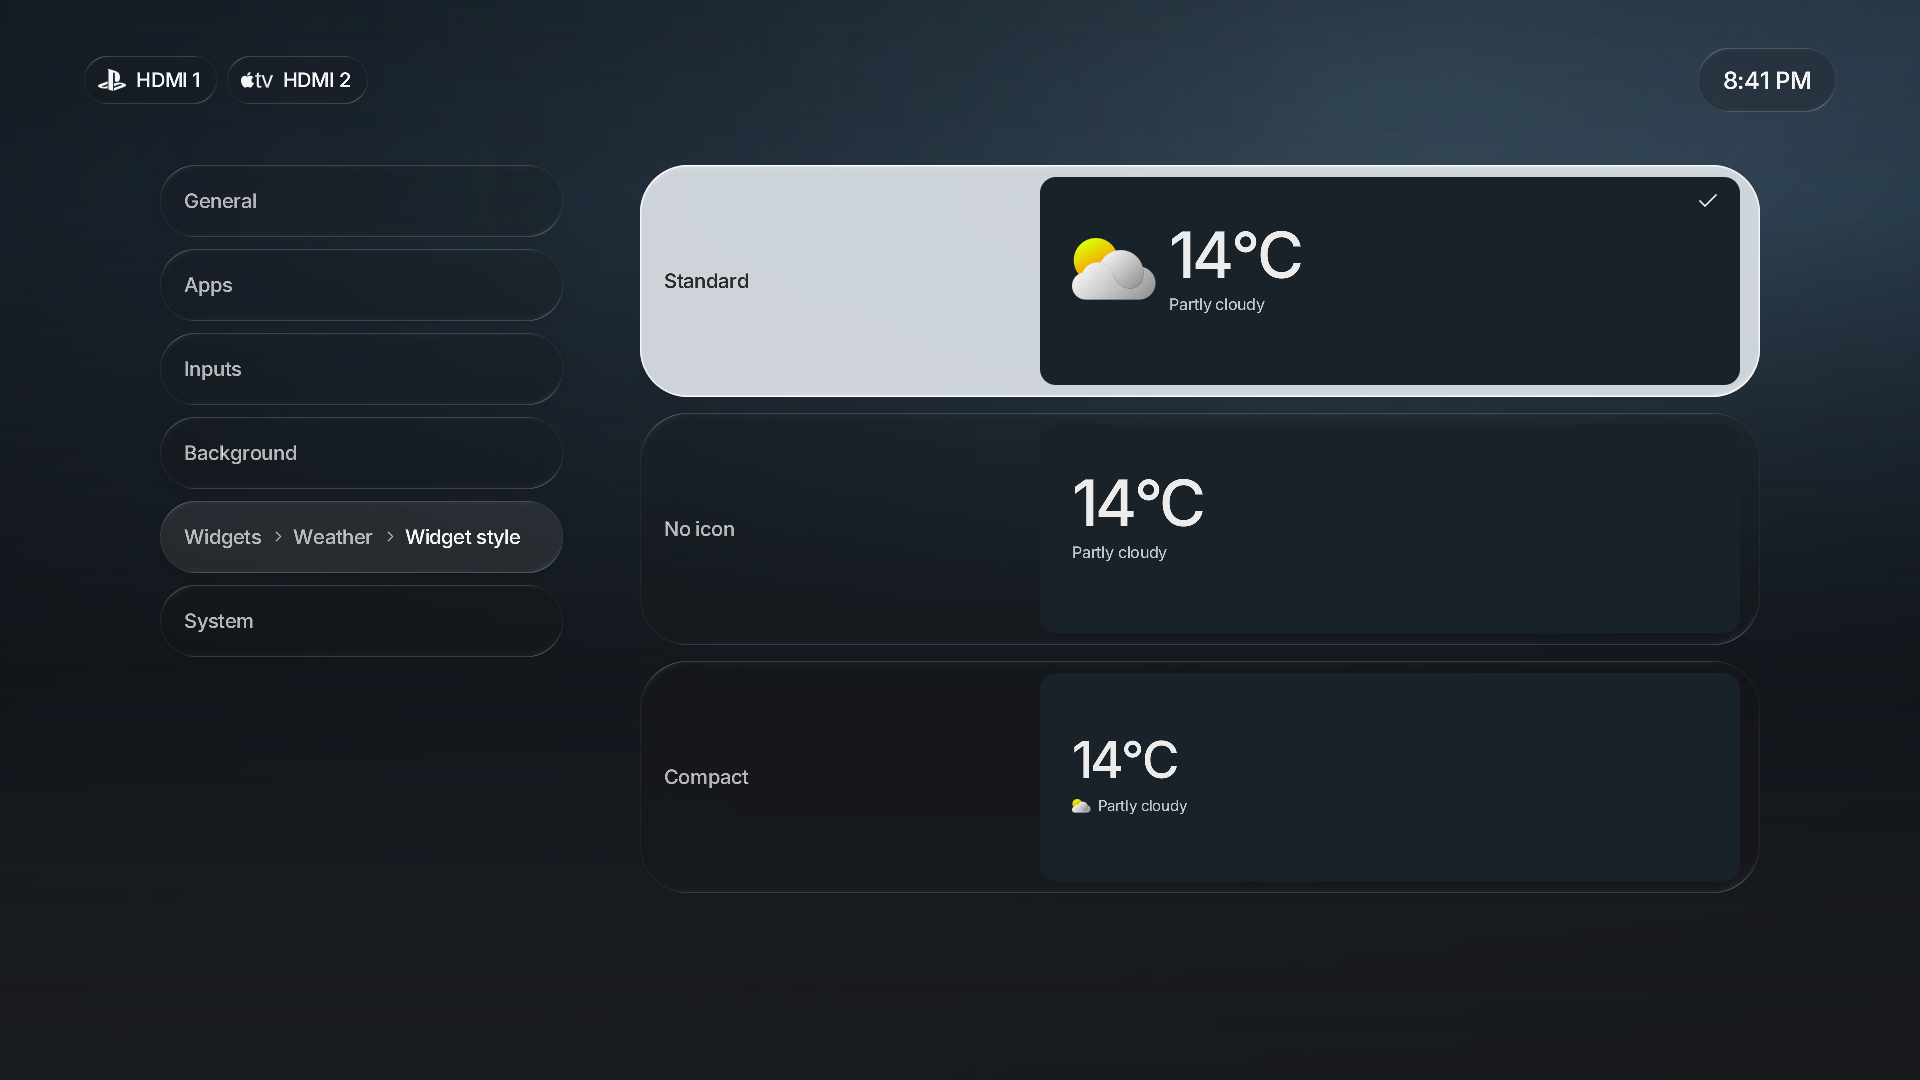 HDMI 1
tv HDMI 2
8:41 PM
General
Apps
Inputs
Background
Widgets > Weather > Widget style
System
Standard
14°C
Partly cloudy
No icon
14°C
Partly cloudy
Compact
14°C
Partly cloudy